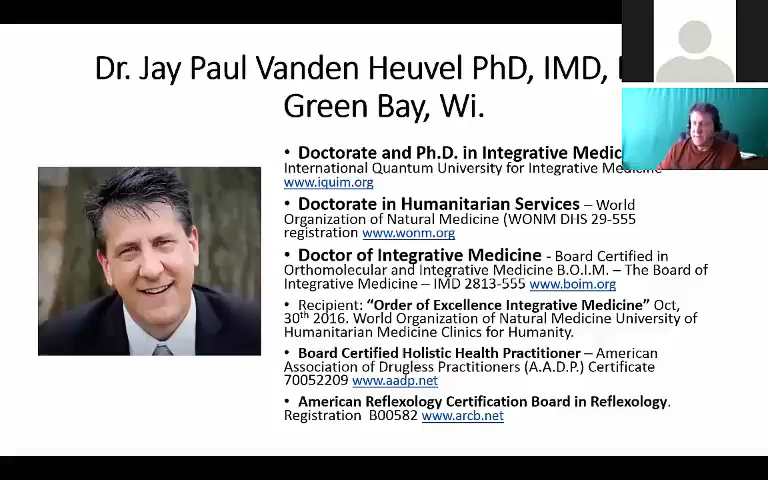 Dr. Jay Paul Vanden Heuvel PhD, IMD,
Green Bay, Wi.
• Doctorate and Ph.D. in Integrative
International Quantum University for Integrative Medicine
www.iquim.org
• Doctorate in Humanitarian Services – World
Organization of Natural Medicine (WONM DHS 29-555
registration www.wonm.org
• Doctor of Integrative Medicine - Board Certified in
Orthomolecular and Integrative Medicine B.O.I.M. – The Board of
Integrative Medicine – IMD 2813-555 www.boim.org
• Recipient: “Order of Excellence Integrative Medicine” Oct,
30th 2016. World Organization of Natural Medicine University of
Humanitarian Medicine Clinics for Humanity.
• Board Certified Holistic Health Practitioner – American
Association of Drugless Practitioners (A.A.D.P.) Certificate
70052209 www.aadp.net
• American Reflexology Certification Board in Reflexology.
Registration B00582 www.arcb.net